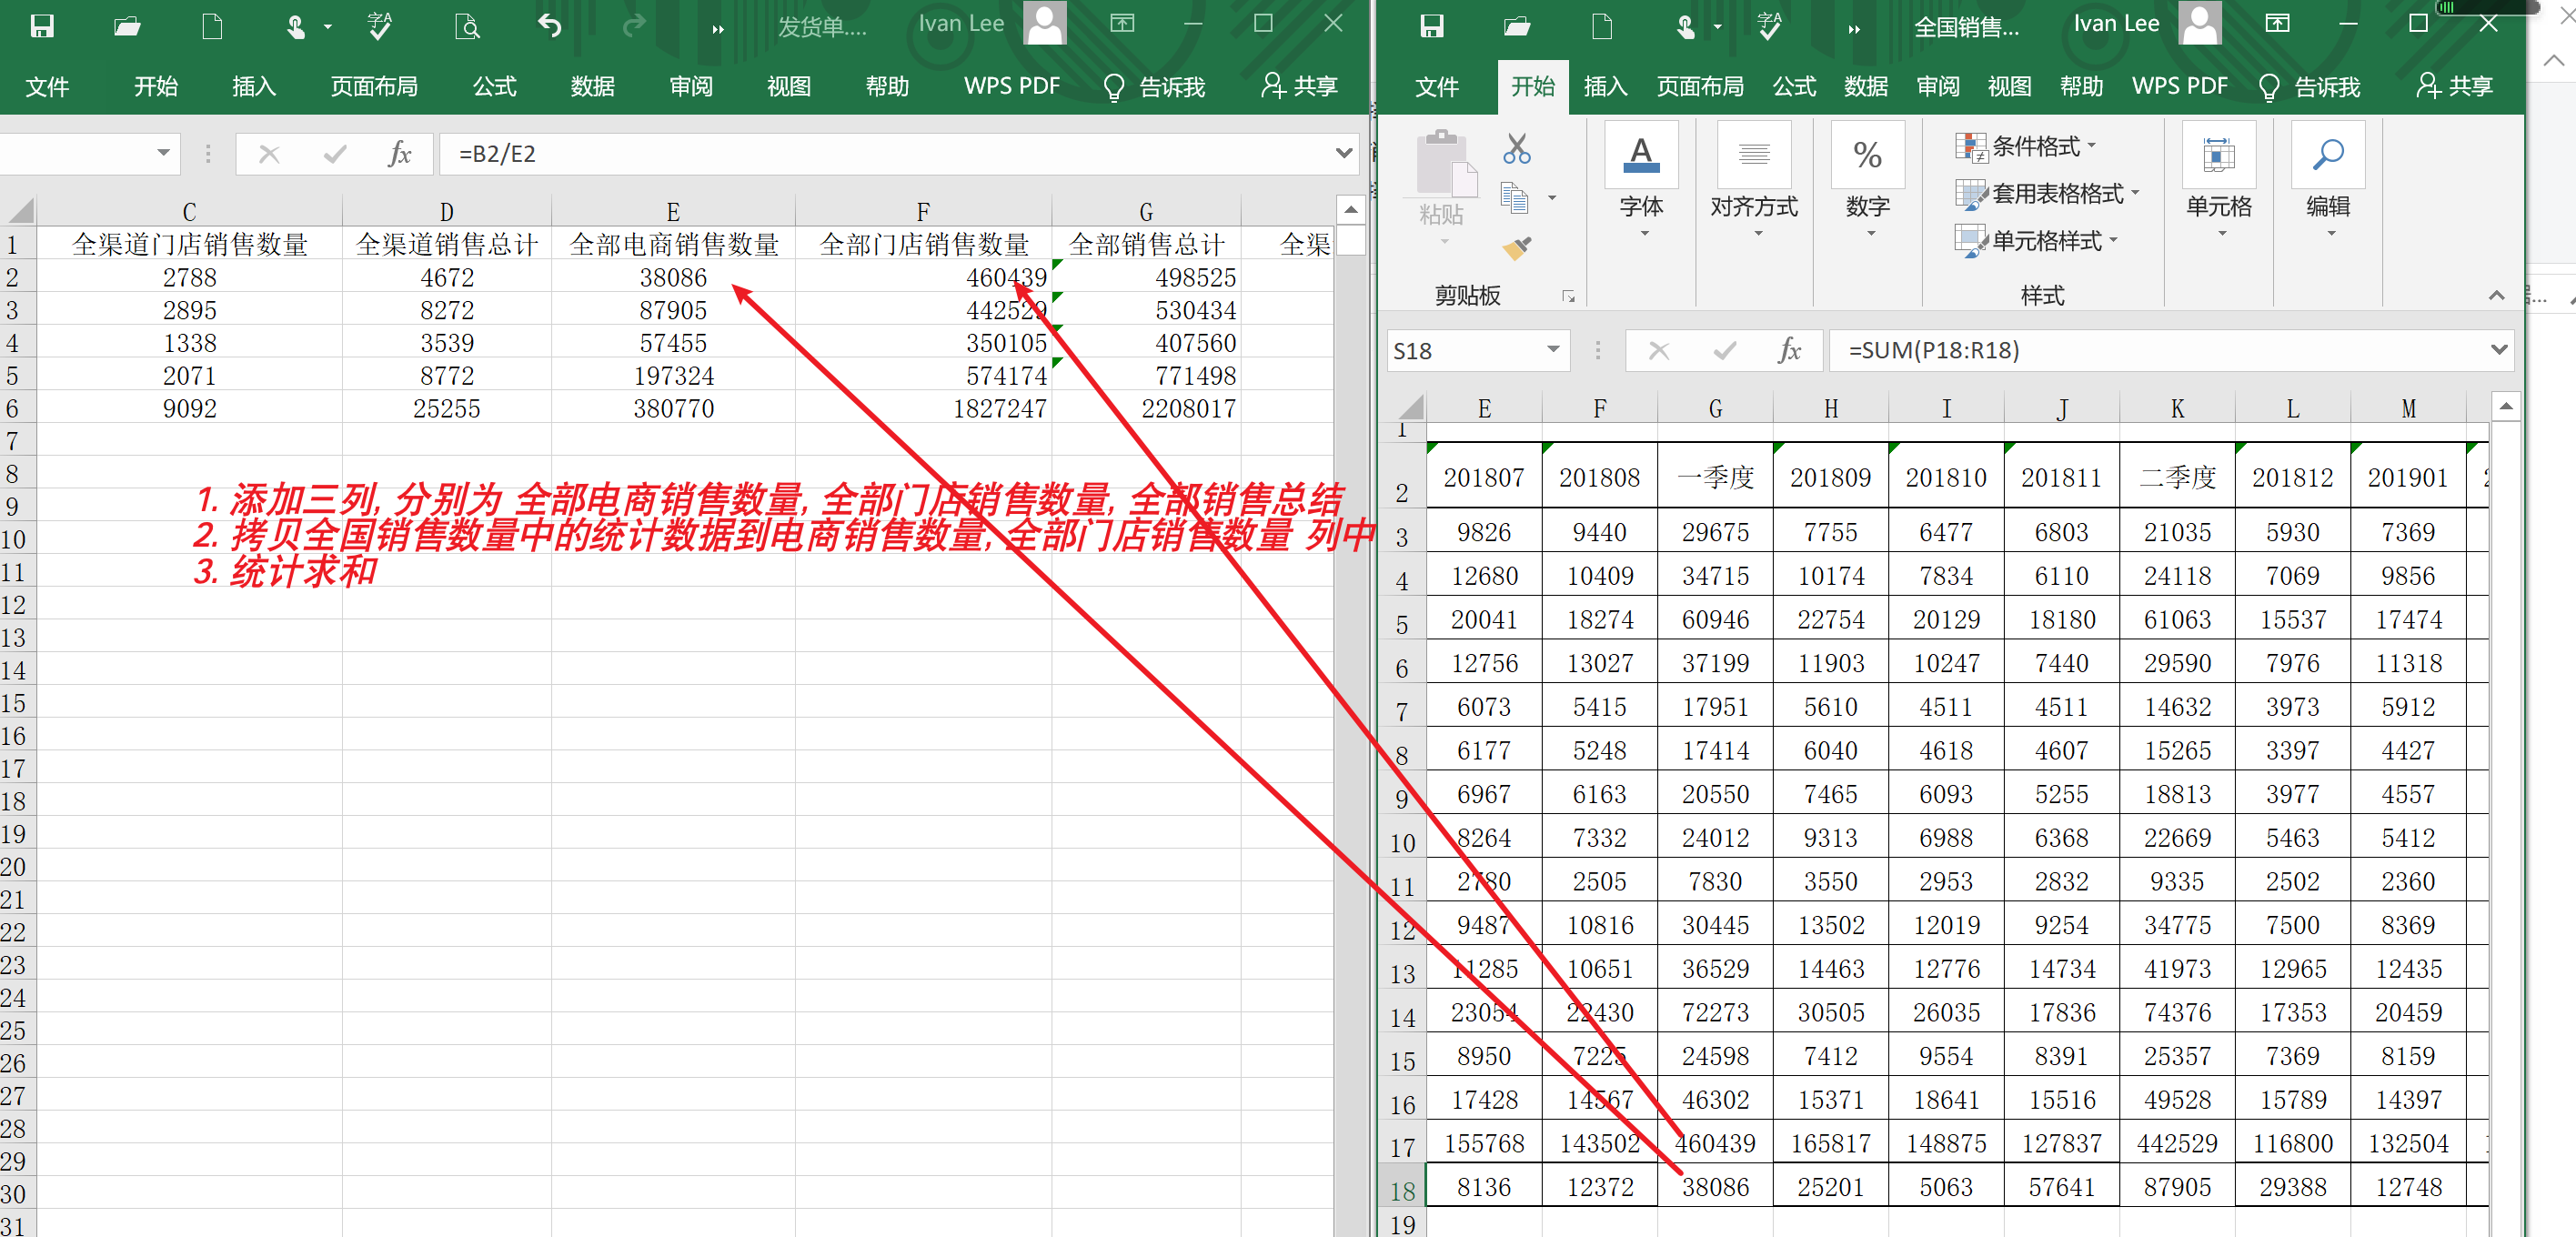 发货单.... Ivan Lee
文件 开始 插入 页面布局 公式 数据 审阅 视图 帮助 WPS PDF 告诉我 共享
fx =B2/E2
C D E F G
1 全渠道门店销售数量 全渠道销售总计 全部电商销售数量 全部门店销售数量 全部销售总计 全渠
2 2788 4672 38086 460439 498525
3 2895 8272 87905 442529 530434
4 1338 3539 57455 350105 407560
5 2071 8772 197324 574174 771498
6 9092 25255 380770 1827247 2208017
7
8
9
10
11
12
13
14
15
16
17
18
19
20
21
22
23
24
25
26
27
28
29
30
31
1. 添加三列, 分别为 全部电商销售数量, 全部门店销售数量, 全部销售总结
2. 拷贝全国销售数量中的统计数据到电商销售数量, 全部门店销售数量 列中
3. 统计求和
全国销售... Ivan Lee
文件 开始 插入 页面布局 公式 数据 审阅 视图 帮助 WPS PDF 告诉我 共享
粘贴
剪贴板
字体
对齐方式
%
数字
条件格式
套用表格格式
单元格样式
样式
单元格
编辑
S18 fx =SUM(P18:R18)
E F G H I J K L M
1
2 201807 201808 一季度 201809 201810 201811 二季度 201812 201901
3 9826 9440 29675 7755 6477 6803 21035 5930 7369
4 12680 10409 34715 10174 7834 6110 24118 7069 9856
5 20041 18274 60946 22754 20129 18180 61063 15537 17474
6 12756 13027 37199 11903 10247 7440 29590 7976 11318
7 6073 5415 17951 5610 4511 4511 14632 3973 5912
8 6177 5248 17414 6040 4618 4607 15265 3397 4427
9 6967 6163 20550 7465 6093 5255 18813 3977 4557
10 8264 7332 24012 9313 6988 6368 22669 5463 5412
11 2780 2505 7830 3550 2953 2832 9335 2502 2360
12 9487 10816 30445 13502 12019 9254 34775 7500 8369
13 11285 10651 36529 14463 12776 14734 41973 12965 12435
14 23054 22430 72273 30505 26035 17836 74376 17353 20459
15 8950 7225 24598 7412 9554 8391 25357 7369 8159
16 17428 14567 46302 15371 18641 15516 49528 15789 14397
17 155768 143502 460439 165817 148875 127837 442529 116800 132504
18 8136 12372 38086 25201 5063 57641 87905 29388 12748
19